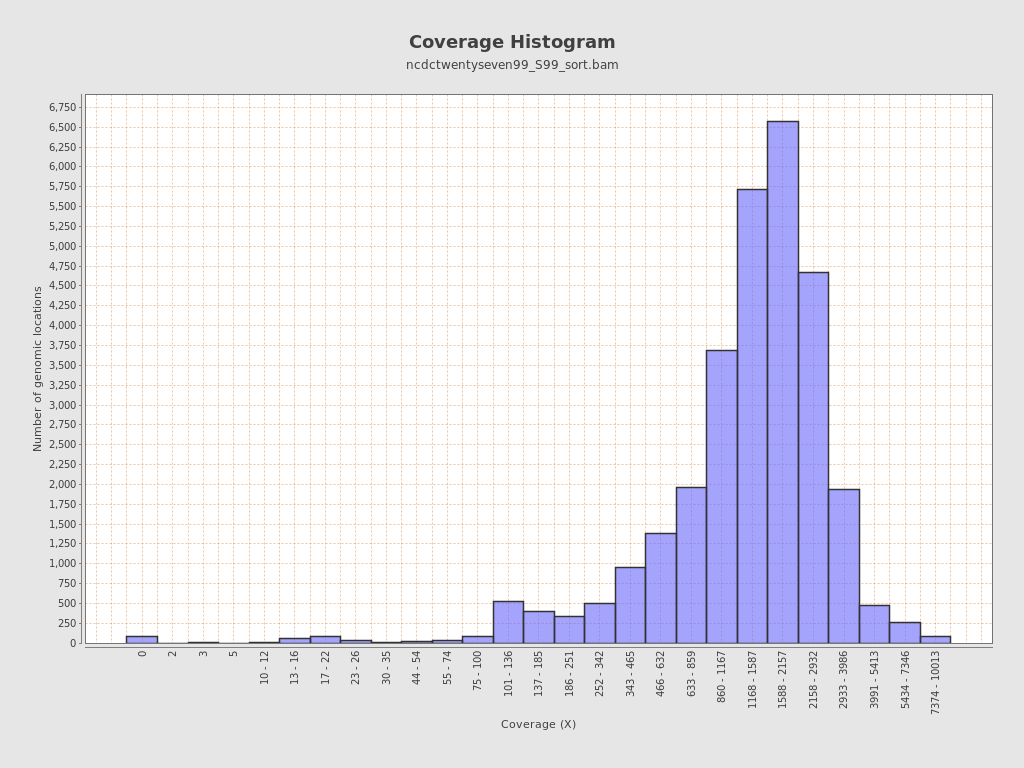 Coverage Histogram
ncdctwentyseven99_S99_sort.bam
Number of genomic locations
6,750
6,500
6,250
6,000
5,750
5,500
5,250
5,000
4,750
4,500
4,250
4,000
3,750
3,500
3,250
3,000
2,750
2,500
2,250
2,000
1,750
1,500
1,250
1,000
750
500
250
0
0
2
3
5
10 - 12
13 - 16
17 - 22
23 - 26
30 - 35
44 - 54
55 - 74
75 - 100
101 - 136
137 - 185
186 - 251
252 - 342
343 - 465
466 - 632
633 - 859
860 - 1167
1168 - 1587
1588 - 2157
2158 - 2932
2933 - 3986
3991 - 5413
5434 - 7346
7374 - 10013
Coverage (X)